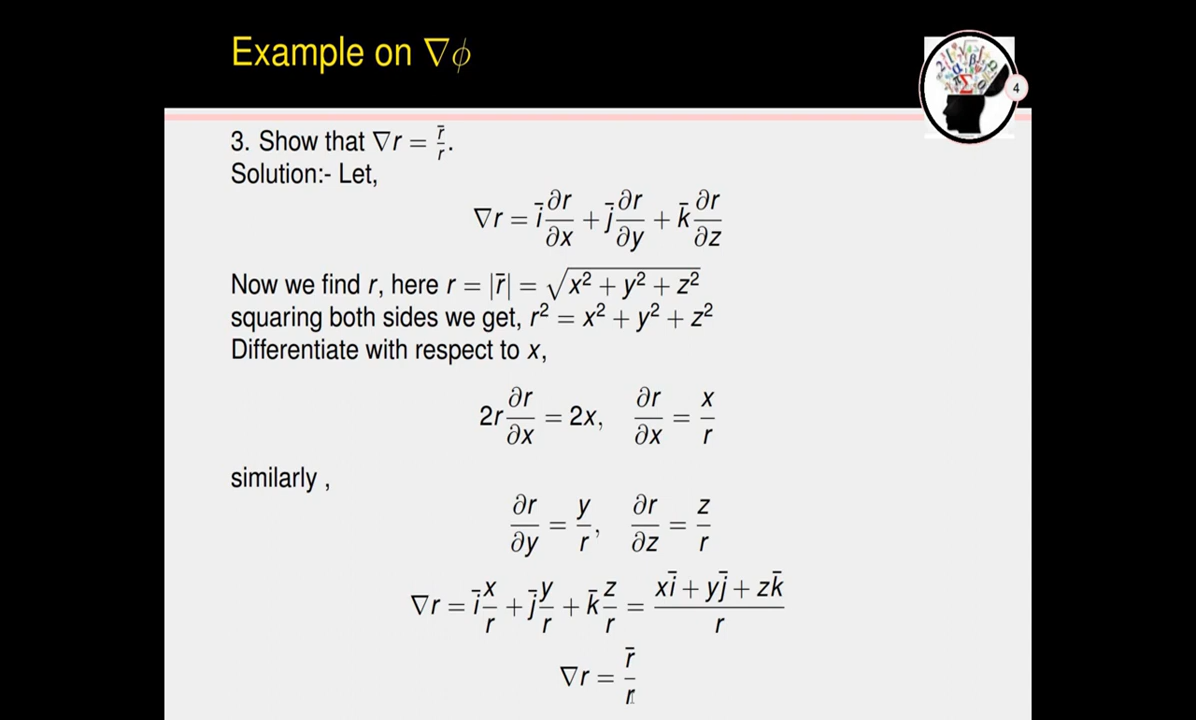 Example on ∇ϕ
4
3. Show that ∇r = r̄/r.
Solution:- Let,
∇r = ī ∂r/∂x + j̄ ∂r/∂y + k̄ ∂r/∂z
Now we find r, here r = |r̄| = √(x² + y² + z²)
squaring both sides we get, r² = x² + y² + z²
Differentiate with respect to x,
2r ∂r/∂x = 2x, ∂r/∂x = x/r
similarly ,
∂r/∂y = y/r, ∂r/∂z = z/r
∇r = ī x/r + j̄ y/r + k̄ z/r = (xī + yj̄ + zk̄)/r
∇r = r̄/r